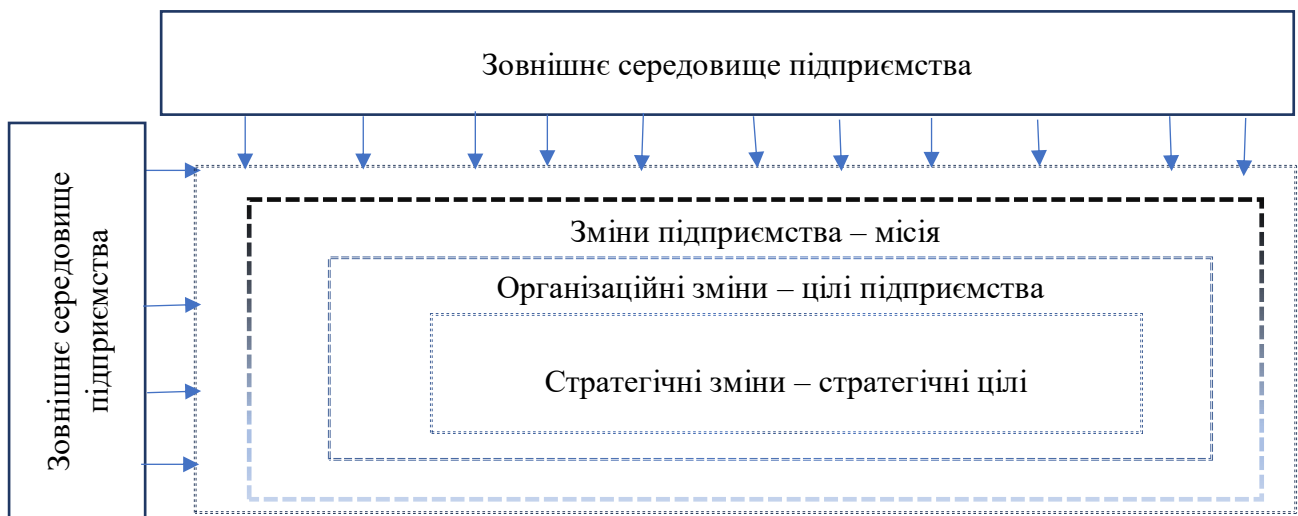 Зовнішнє середовище підприємства
Зовнішнє середовище
підприємства
Зміни підприємства – місія
Організаційні зміни – цілі підприємства
Стратегічні зміни – стратегічні цілі